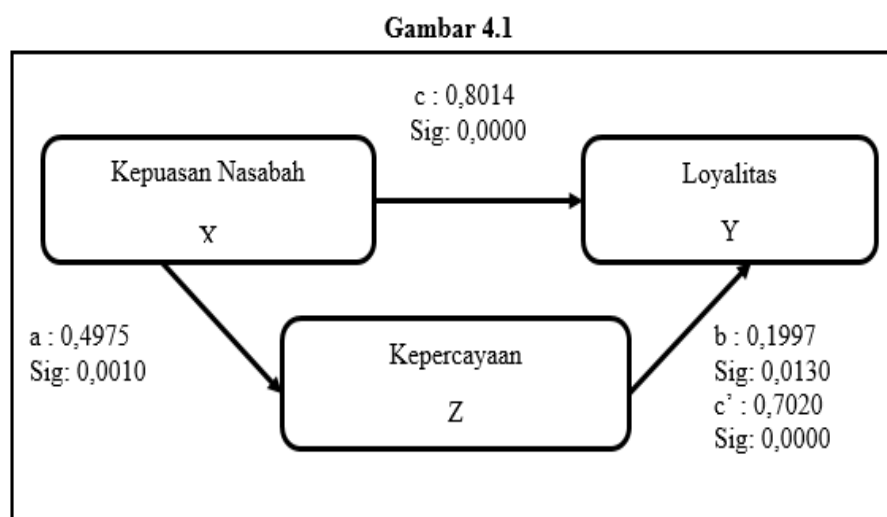 Gambar 4.1
c : 0,8014
Sig: 0,0000
Kepuasan Nasabah
X
Loyalitas
Y
a : 0,4975
Sig: 0,0010
Kepercayaan
Z
b : 0,1997
Sig: 0,0130
c’ : 0,7020
Sig: 0,0000